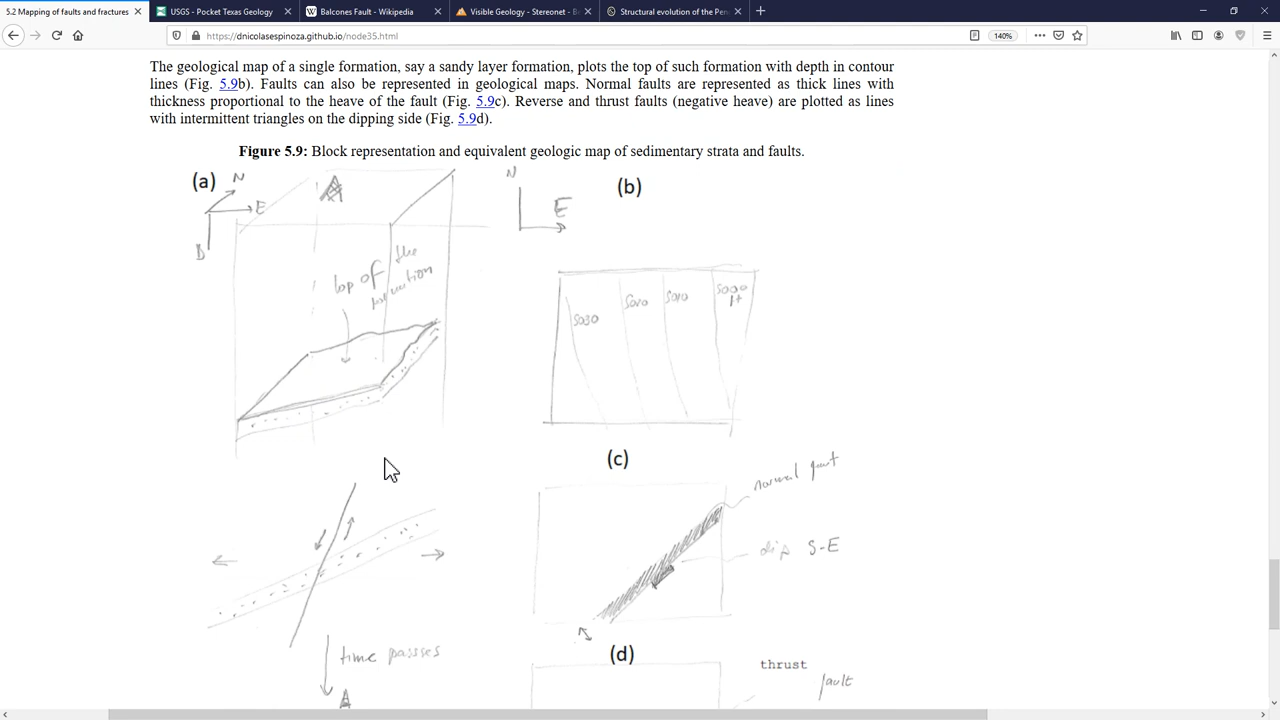 5.2 Mapping of faults and fractures
USGS - Pocket Texas Geology
Balcones Fault - Wikipedia
Visible Geology - Stereonet - B
Structural evolution of the Pen
https://dnicolasespinoza.github.io/node35.html
140%
The geological map of a single formation, say a sandy layer formation, plots the top of such formation with depth in contour
lines (Fig. 5.9b). Faults can also be represented in geological maps. Normal faults are represented as thick lines with
thickness proportional to the heave of the fault (Fig. 5.9c). Reverse and thrust faults (negative heave) are plotted as lines
with intermittent triangles on the dipping side (Fig. 5.9d).
Figure 5.9: Block representation and equivalent geologic map of sedimentary strata and faults.
(a)
N
E
D
top of the
N
E
(b)
5030
5020
5010
5000
ft
(c)
normal
dip S-E
time passses
(d)
thrust
fault